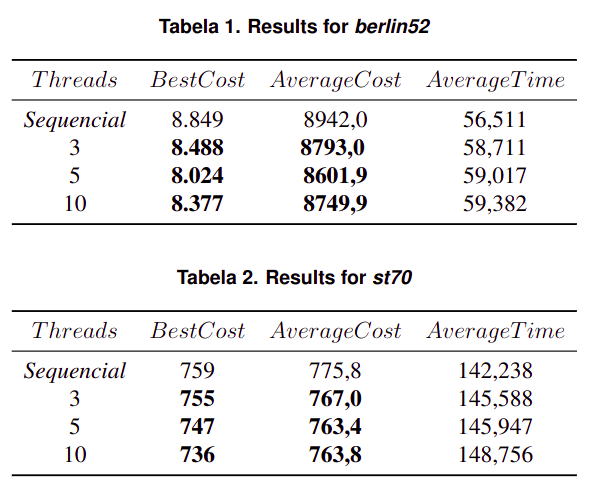 Tabela 1. Results for berlin52
Threads BestCost AverageCost AverageTime
Sequencial 8.849 8942,0 56,511
3 8.488 8793,0 58,711
5 8.024 8601,9 59,017
10 8.377 8749,9 59,382
Tabela 2. Results for st70
Threads BestCost AverageCost AverageTime
Sequencial 759 775,8 142,238
3 755 767,0 145,588
5 747 763,4 145,947
10 736 763,8 148,756